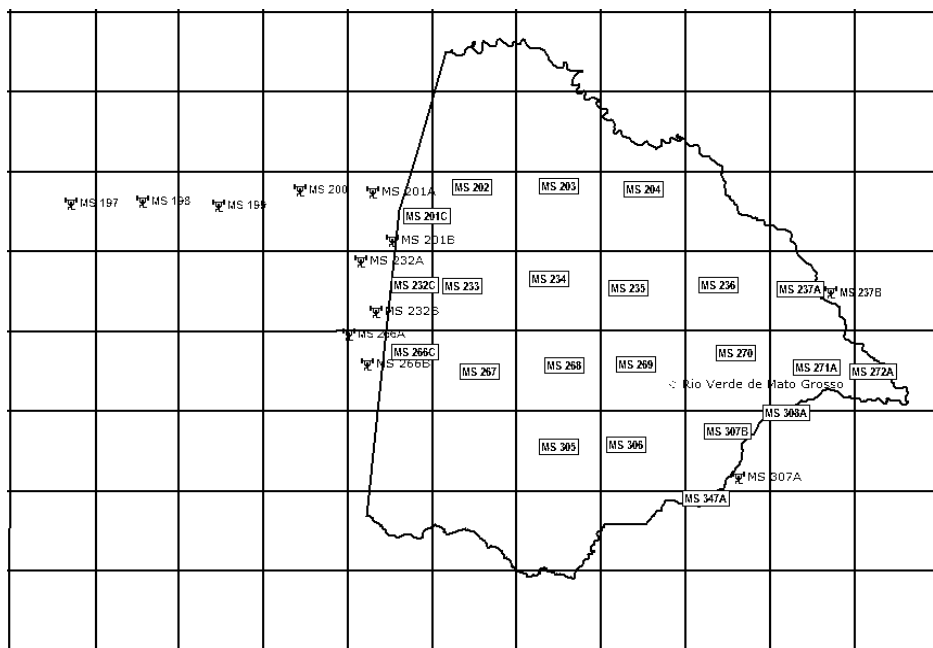 MS 197
MS 198
MS 199
MS 200
MS 201A
MS 202
MS 203
MS 204
MS 201C
MS 201B
MS 232A
MS 232C
MS 233
MS 234
MS 235
MS 236
MS 237A
MS 237B
MS 232B
MS 266A
MS 266C
MS 266B
MS 267
MS 268
MS 269
MS 270
MS 271A
MS 272A
Rio Verde de Mato Grosso
MS 308A
MS 305
MS 306
MS 307B
MS 307A
MS 347A